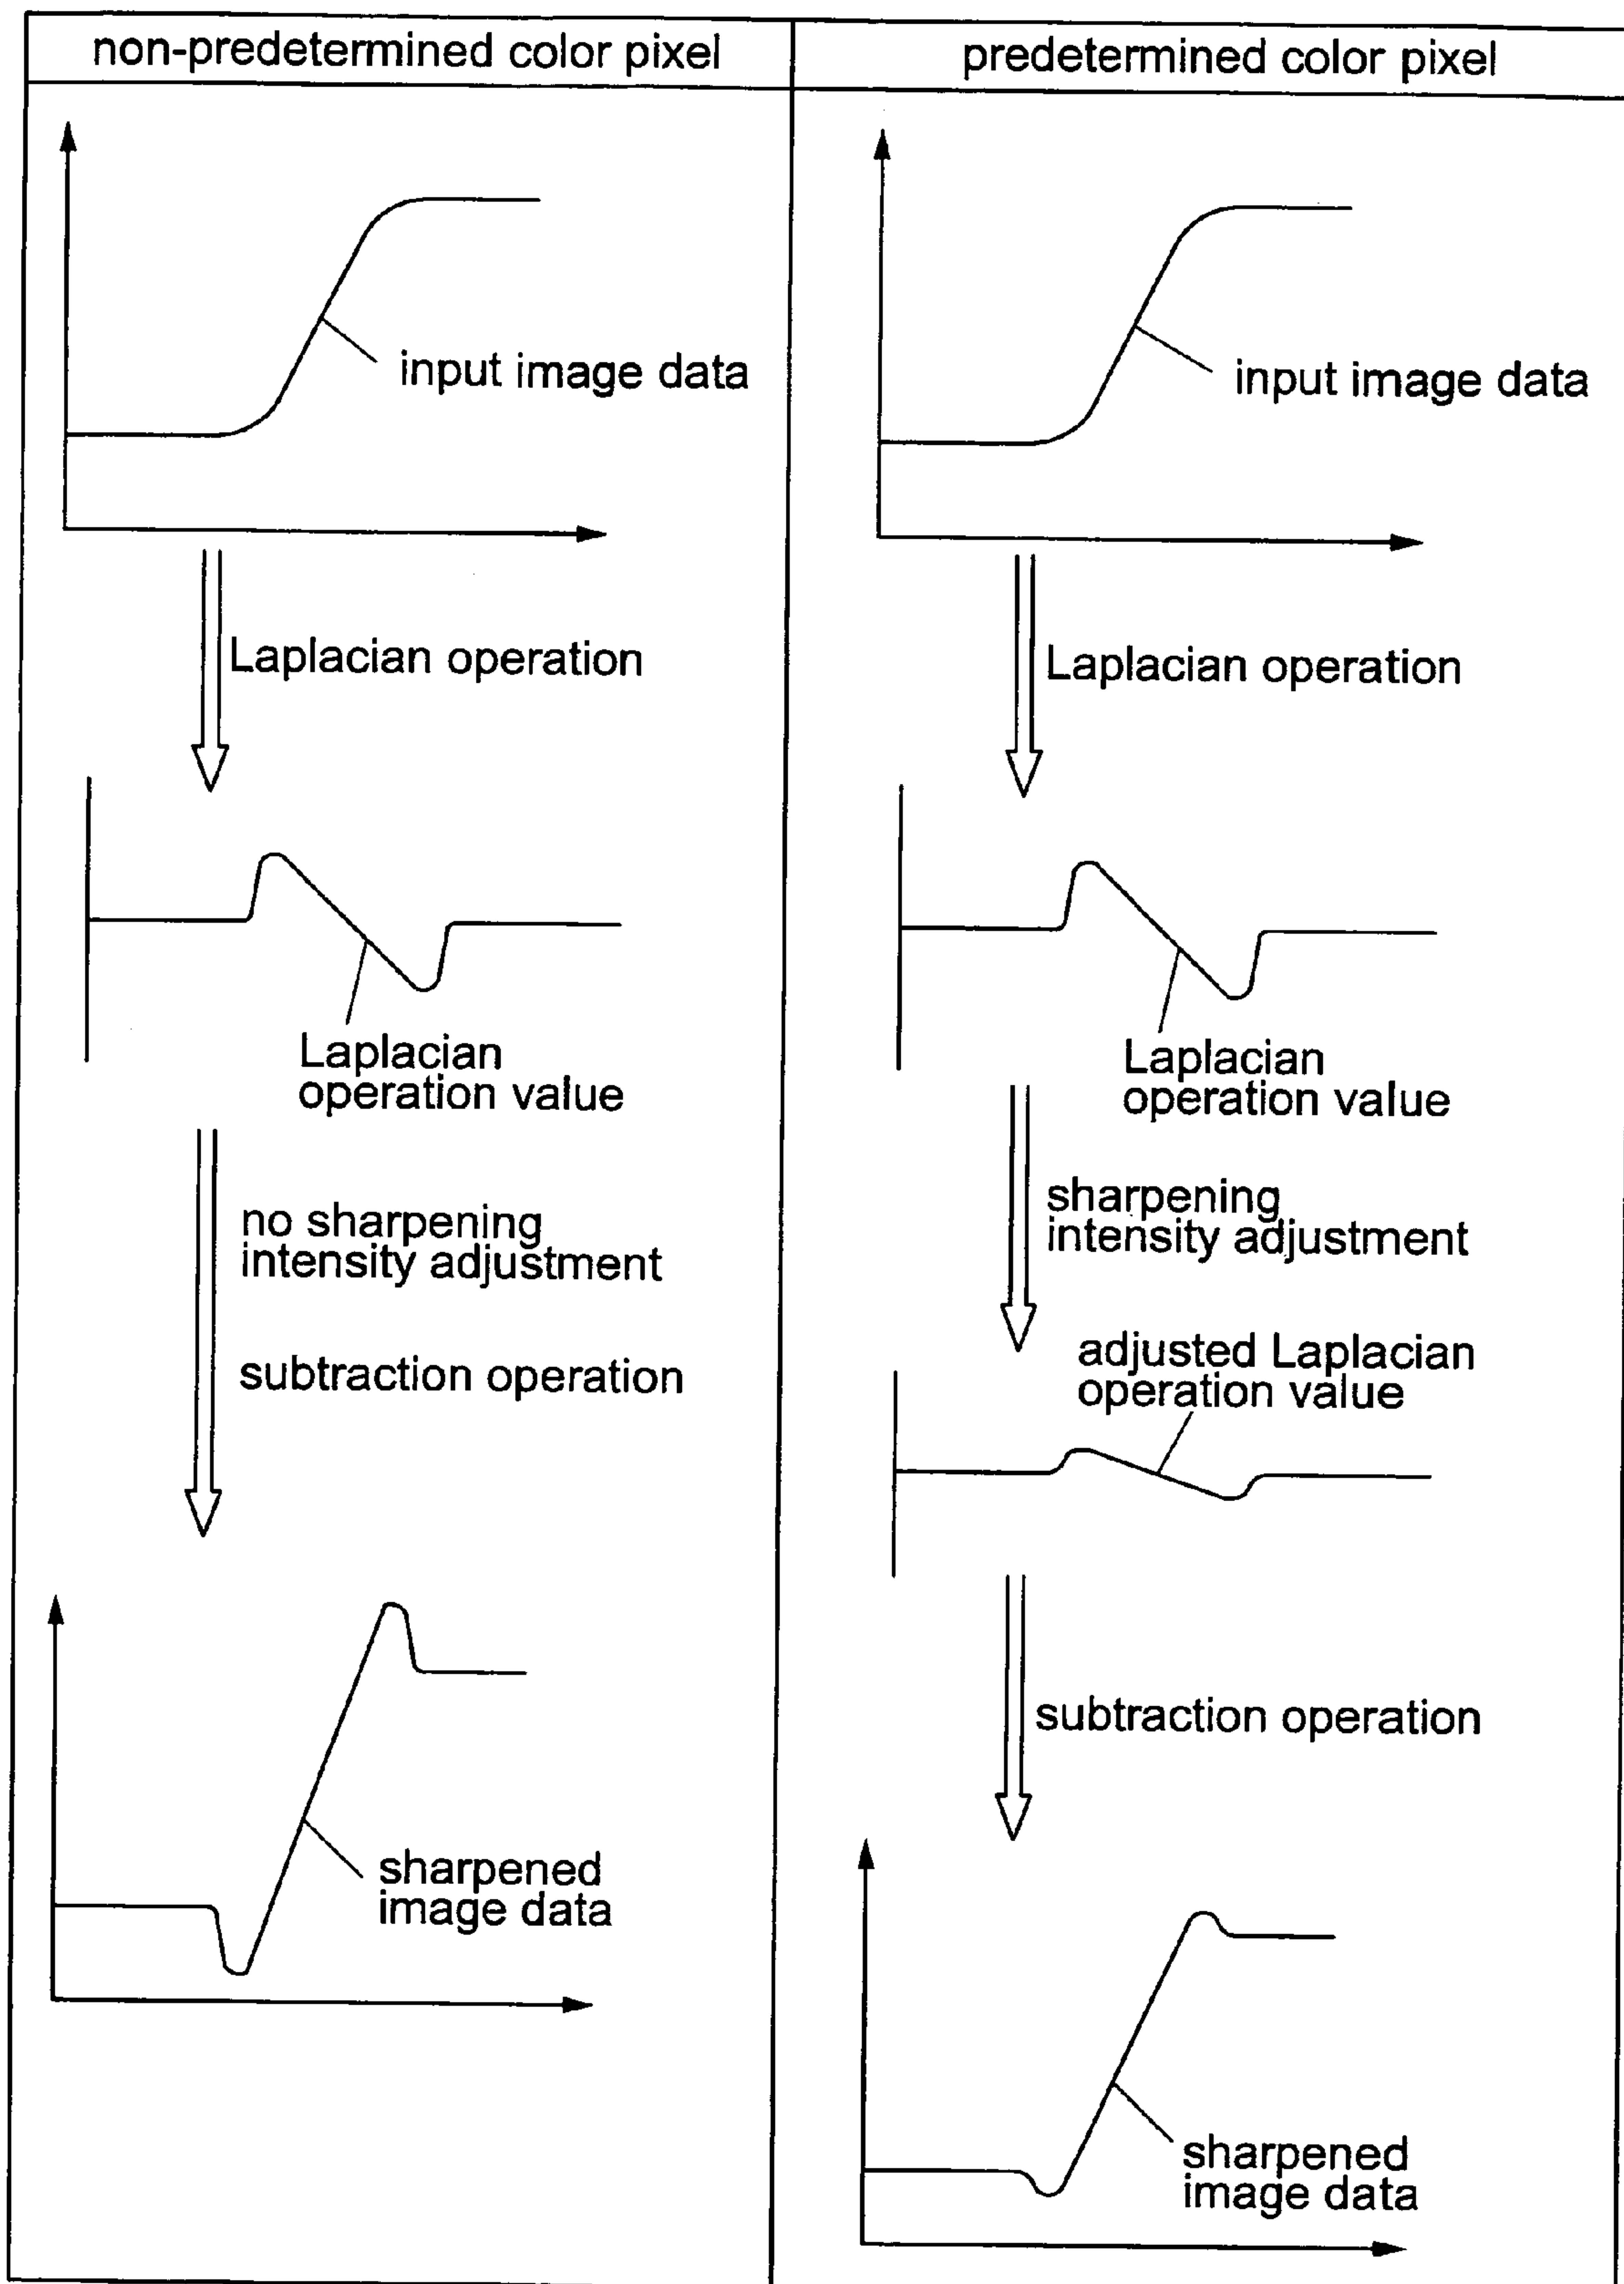 non-predetermined color pixel
input image data
Laplacian operation
Laplacian
operation value
no sharpening
intensity adjustment
subtraction operation
sharpened
image data
predetermined color pixel
input image data
Laplacian operation
Laplacian
operation value
sharpening
intensity adjustment
adjusted Laplacian
operation value
subtraction operation
sharpened
image data